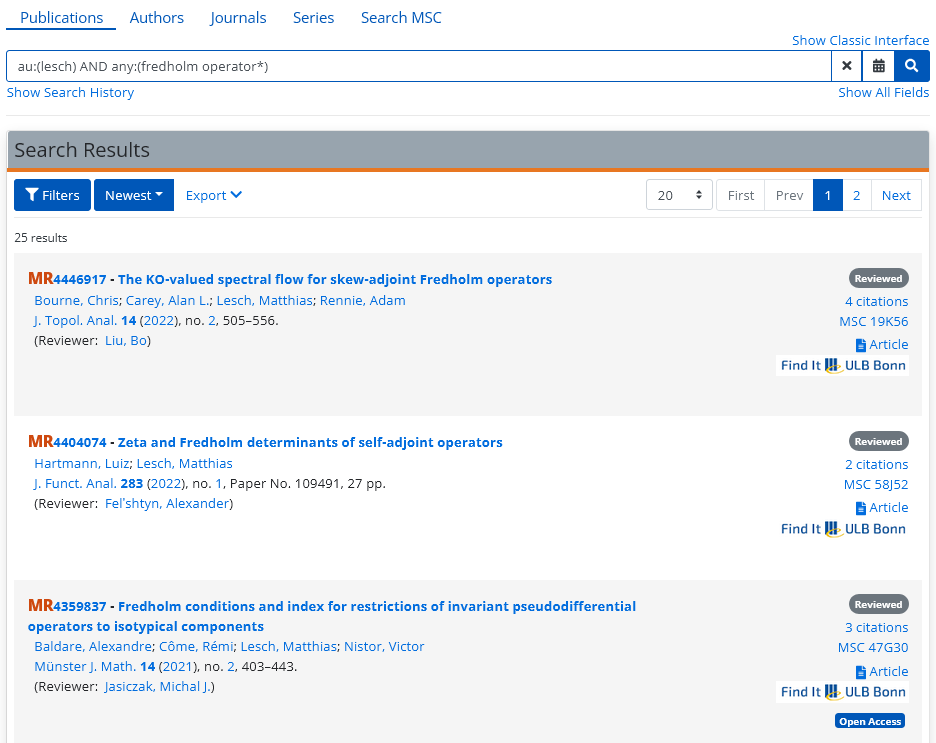 Publications Authors Journals Series Search MSC
Show Classic Interface
au:(lesch) AND any:(fredholm operator*)
Show Search History Show All Fields
Search Results
Filters Newest Export 20 First Prev 1 2 Next
25 results
MR4446917 - The KO-valued spectral flow for skew-adjoint Fredholm operators Reviewed
Bourne, Chris; Carey, Alan L.; Lesch, Matthias; Rennie, Adam 4 citations
J. Topol. Anal. 14 (2022), no. 2, 505–556. MSC 19K56
(Reviewer: Liu, Bo) Article
Find It ULB Bonn
MR4404074 - Zeta and Fredholm determinants of self-adjoint operators Reviewed
Hartmann, Luiz; Lesch, Matthias 2 citations
J. Funct. Anal. 283 (2022), no. 1, Paper No. 109491, 27 pp. MSC 58J52
(Reviewer: Felʹshtyn, Alexander) Article
Find It ULB Bonn
MR4359837 - Fredholm conditions and index for restrictions of invariant pseudodifferential Reviewed
operators to isotypical components 3 citations
Baldare, Alexandre; Côme, Rémi; Lesch, Matthias; Nistor, Victor MSC 47G30
Münster J. Math. 14 (2021), no. 2, 403–443. Article
(Reviewer: Jasiczak, Michal J.) Find It ULB Bonn
Open Access